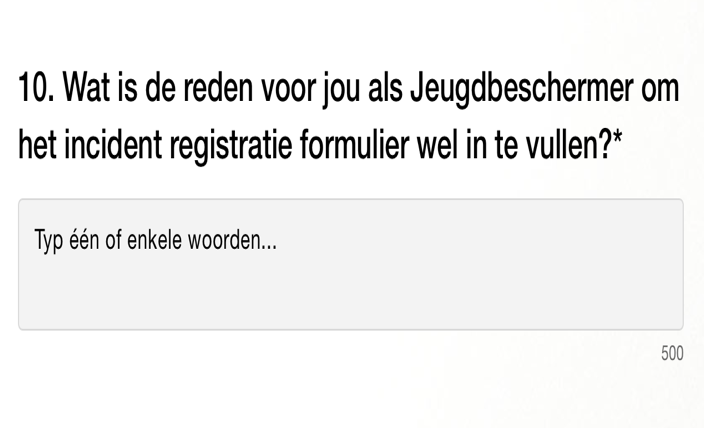 10. Wat is de reden voor jou als Jeugdbeschermer om
het incident registratie formulier wel in te vullen?*
Typ één of enkele woorden...
500